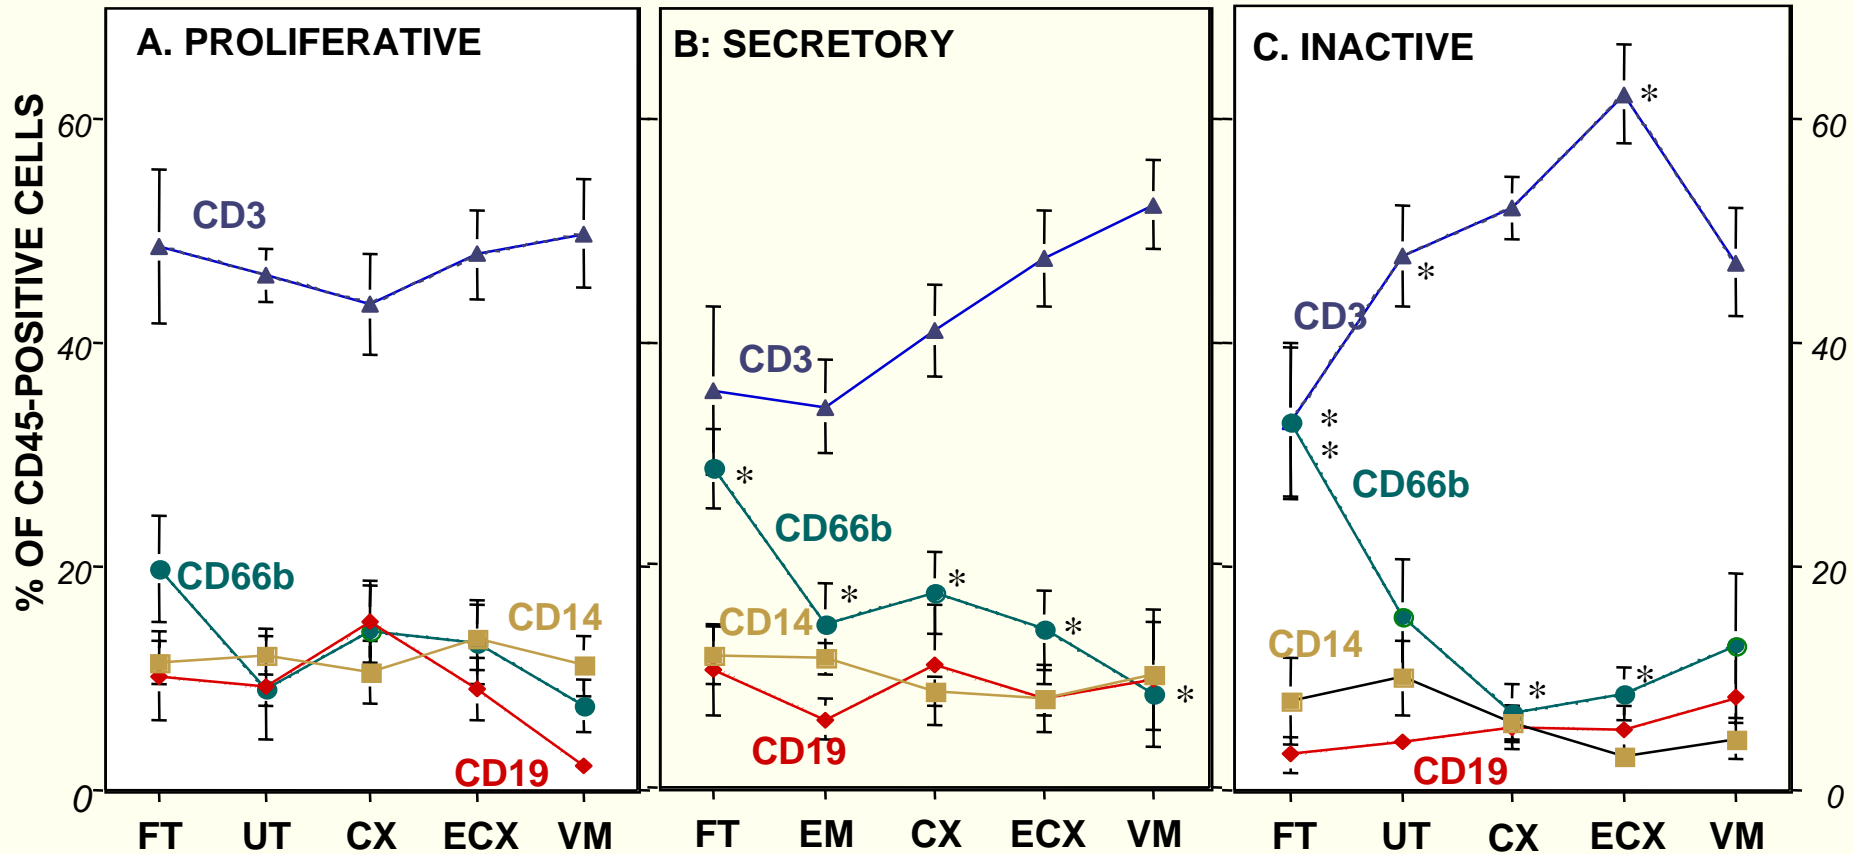 A. PROLIFERATIVE
B: SECRETORY
C. INACTIVE
% OF CD45-POSITIVE CELLS
60
40
20
0
CD3
CD66b
CD14
CD19
FT UT CX ECX VM
CD3
*
CD66b
*
*
CD14
*
*
CD19
FT EM CX ECX VM
*
*
CD3
*
*
CD66b
CD14
*
*
CD19
FT UT CX ECX VM
60
40
20
0